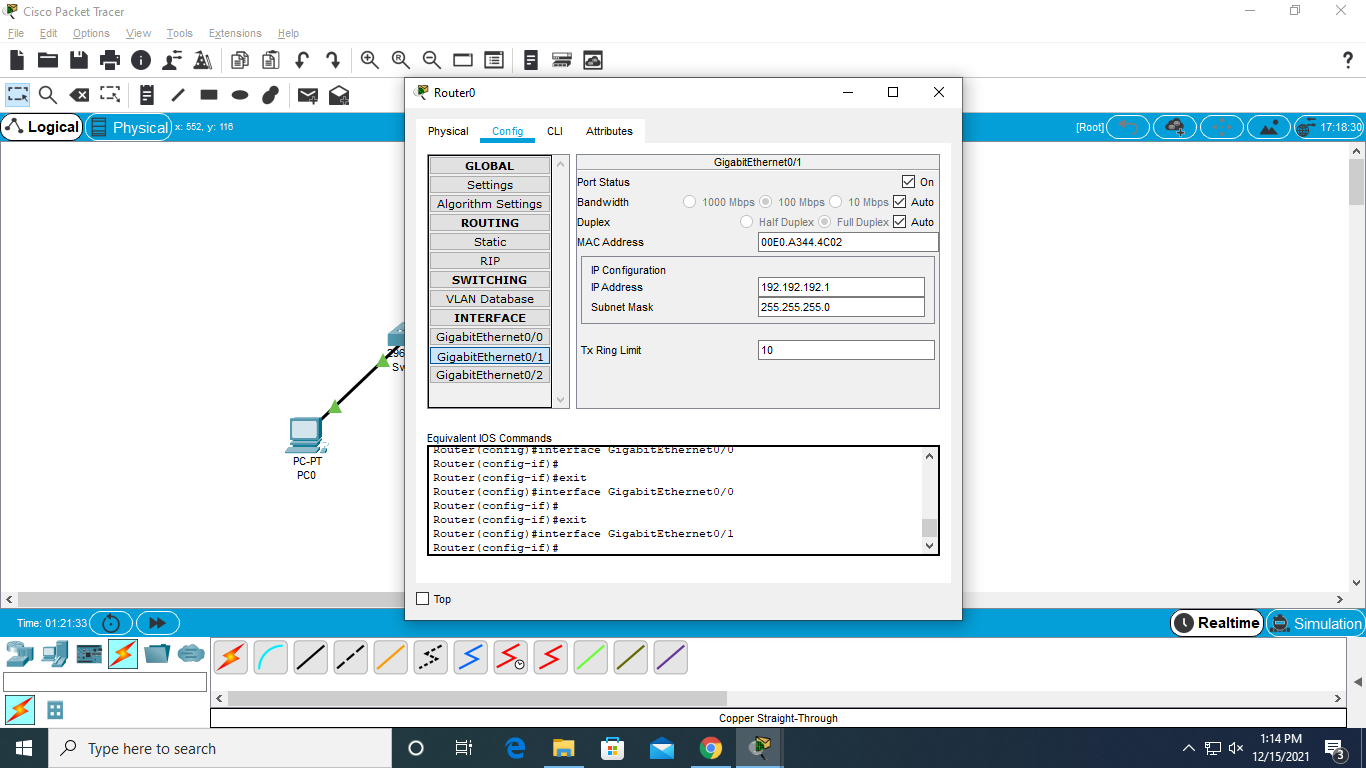 Cisco Packet Tracer
File Edit Options View Tools Extensions Help
Router0
Logical Physical x: 552, y: 116 [Root] 17:18:30
Physical Config CLI Attributes
GLOBAL
Settings
Algorithm Settings
ROUTING
Static
RIP
SWITCHING
VLAN Database
INTERFACE
GigabitEthernet0/0
GigabitEthernet0/1
GigabitEthernet0/2
GigabitEthernet0/1
Port Status On
Bandwidth 1000 Mbps 100 Mbps 10 Mbps Auto
Duplex Half Duplex Full Duplex Auto
MAC Address 00E0.A344.4C02
IP Configuration
IP Address 192.192.192.1
Subnet Mask 255.255.255.0
Tx Ring Limit 10
296
Sw
PC-PT
PC0
Equivalent IOS Commands
Router(config)#interface GigabitEthernet0/0
Router(config-if)#
Router(config-if)#exit
Router(config)#interface GigabitEthernet0/0
Router(config-if)#
Router(config-if)#exit
Router(config)#interface GigabitEthernet0/1
Router(config-if)#
Top
Time: 01:21:33 Realtime Simulation
Copper Straight-Through
Type here to search
1:14 PM
12/15/2021
3